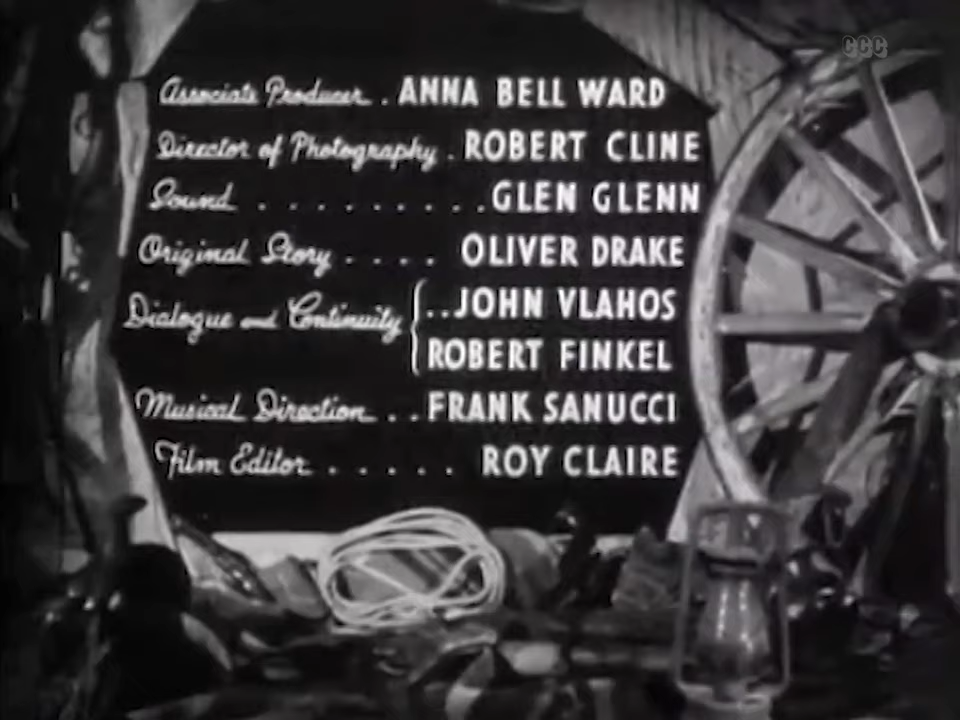 CCC
Associate Producer . ANNA BELL WARD
Director of Photography . ROBERT CLINE
Sound . . . . . . . . . . GLEN GLENN
Original Story . . . . OLIVER DRAKE
Dialogue and Continuity { ..JOHN VLAHOS
ROBERT FINKEL
Musical Direction . . FRANK SANUCCI
Film Editor . . . . . . ROY CLAIRE